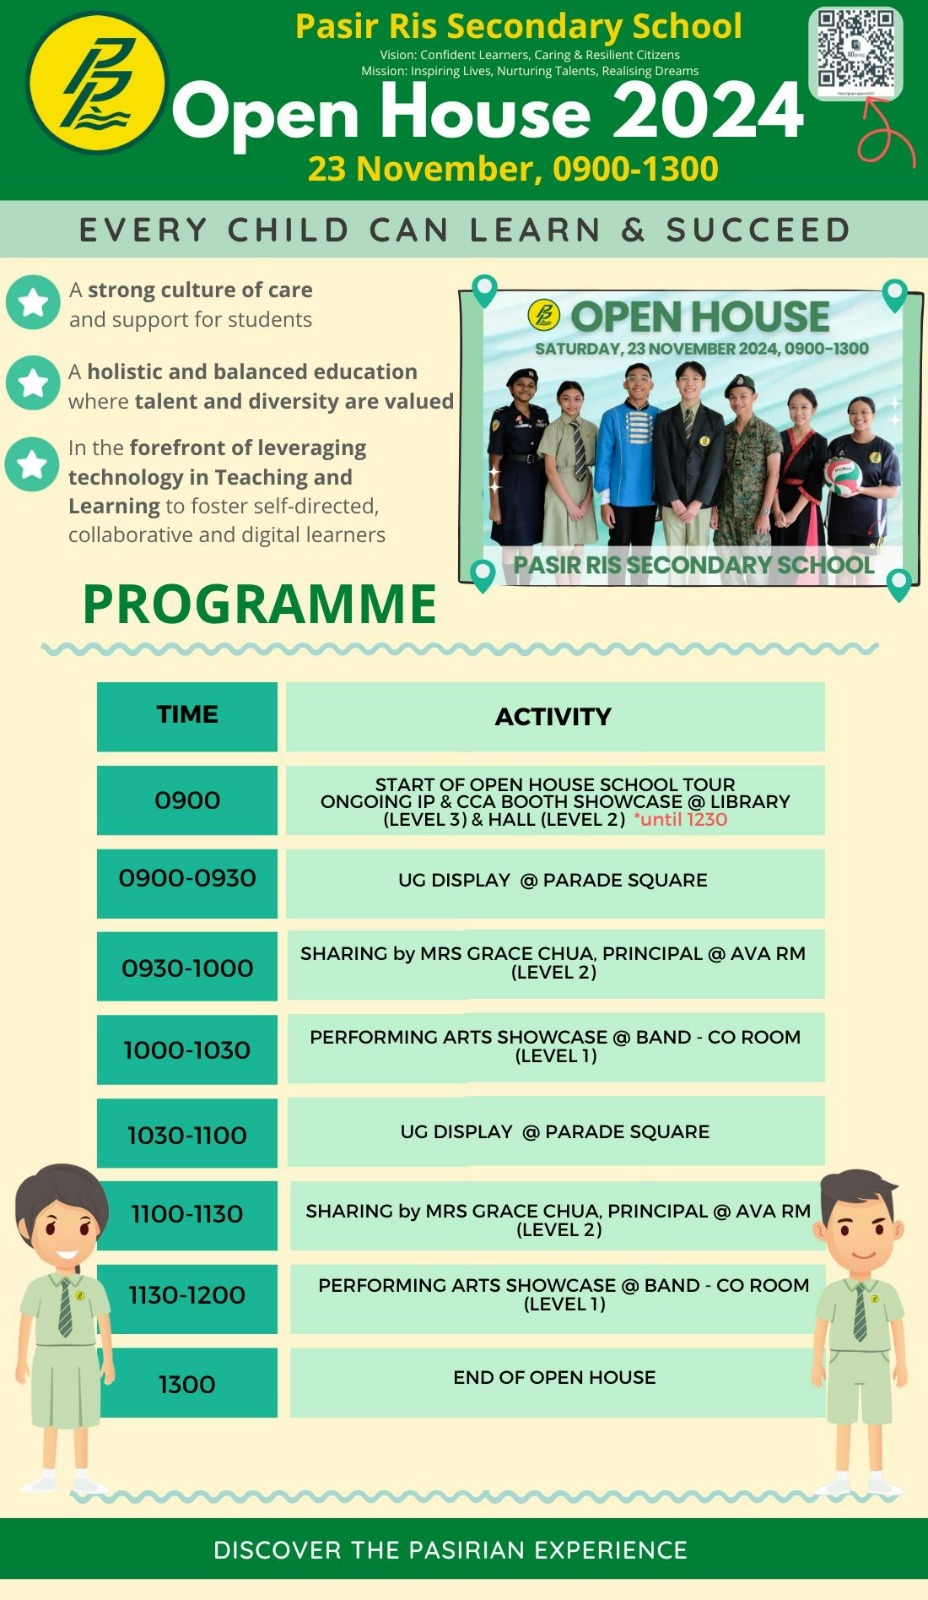 Pasir Ris Secondary School
Vision: Confident Learners, Caring & Resilient Citizens
Mission: Inspiring Lives, Nurturing Talents, Realising Dreams
Open House 2024
23 November, 0900-1300
EVERY CHILD CAN LEARN & SUCCEED
A strong culture of care
and support for students
A holistic and balanced education
where talent and diversity are valued
In the forefront of leveraging
technology in Teaching and
Learning to foster self-directed,
collaborative and digital learners
OPEN HOUSE
SATURDAY, 23 NOVEMBER 2024, 0900-1300
PASIR RIS SECONDARY SCHOOL
PROGRAMME
TIME
ACTIVITY
0900
START OF OPEN HOUSE SCHOOL TOUR
ONGOING IP & CCA BOOTH SHOWCASE @ LIBRARY
(LEVEL 3) & HALL (LEVEL 2) *until 1230
0900-0930
UG DISPLAY @ PARADE SQUARE
0930-1000
SHARING by MRS GRACE CHUA, PRINCIPAL @ AVA RM
(LEVEL 2)
1000-1030
PERFORMING ARTS SHOWCASE @ BAND - CO ROOM
(LEVEL 1)
1030-1100
UG DISPLAY @ PARADE SQUARE
1100-1130
SHARING by MRS GRACE CHUA, PRINCIPAL @ AVA RM
(LEVEL 2)
1130-1200
PERFORMING ARTS SHOWCASE @ BAND - CO ROOM
(LEVEL 1)
1300
END OF OPEN HOUSE
DISCOVER THE PASIRIAN EXPERIENCE